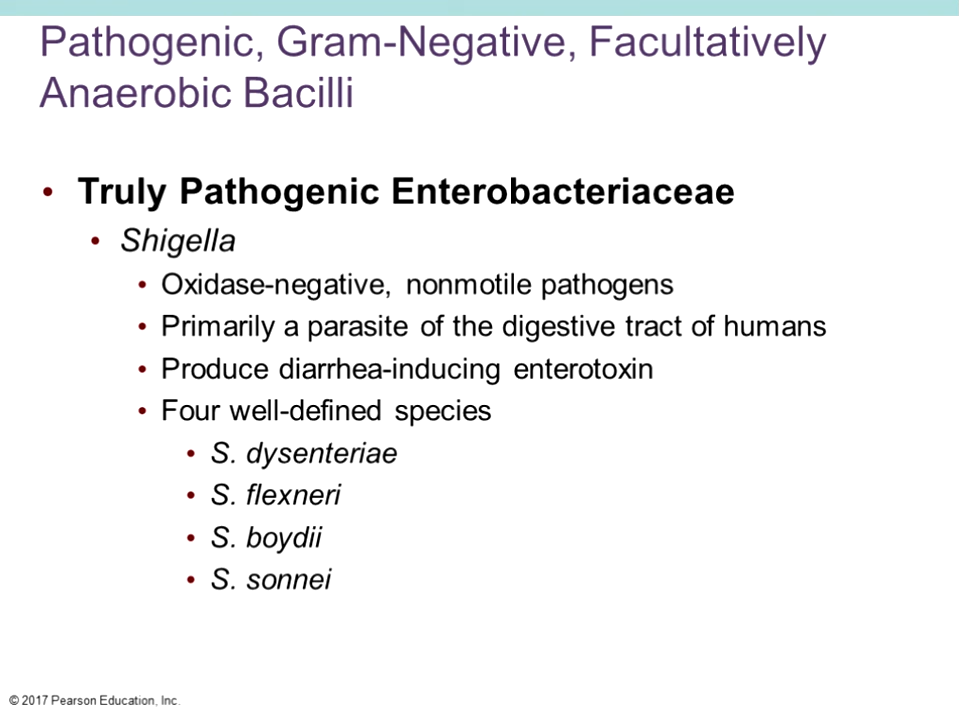 Pathogenic, Gram-Negative, Facultatively
Anaerobic Bacilli
• Truly Pathogenic Enterobacteriaceae
• Shigella
• Oxidase-negative, nonmotile pathogens
• Primarily a parasite of the digestive tract of humans
• Produce diarrhea-inducing enterotoxin
• Four well-defined species
• S. dysenteriae
• S. flexneri
• S. boydii
• S. sonnei
© 2017 Pearson Education, Inc.